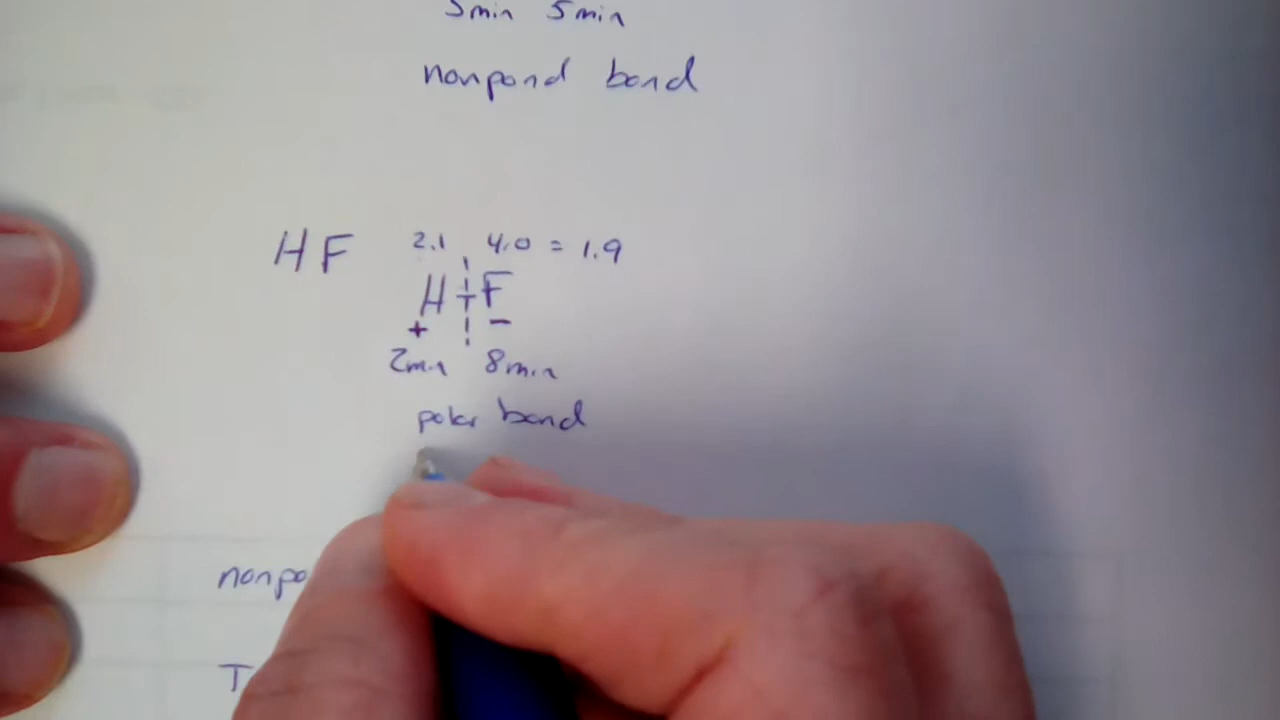 5min 5min
nonpond bond
HF 2.1 4.0 = 1.9
H F
+ −
2min 8min
polar bond
nonpo
T